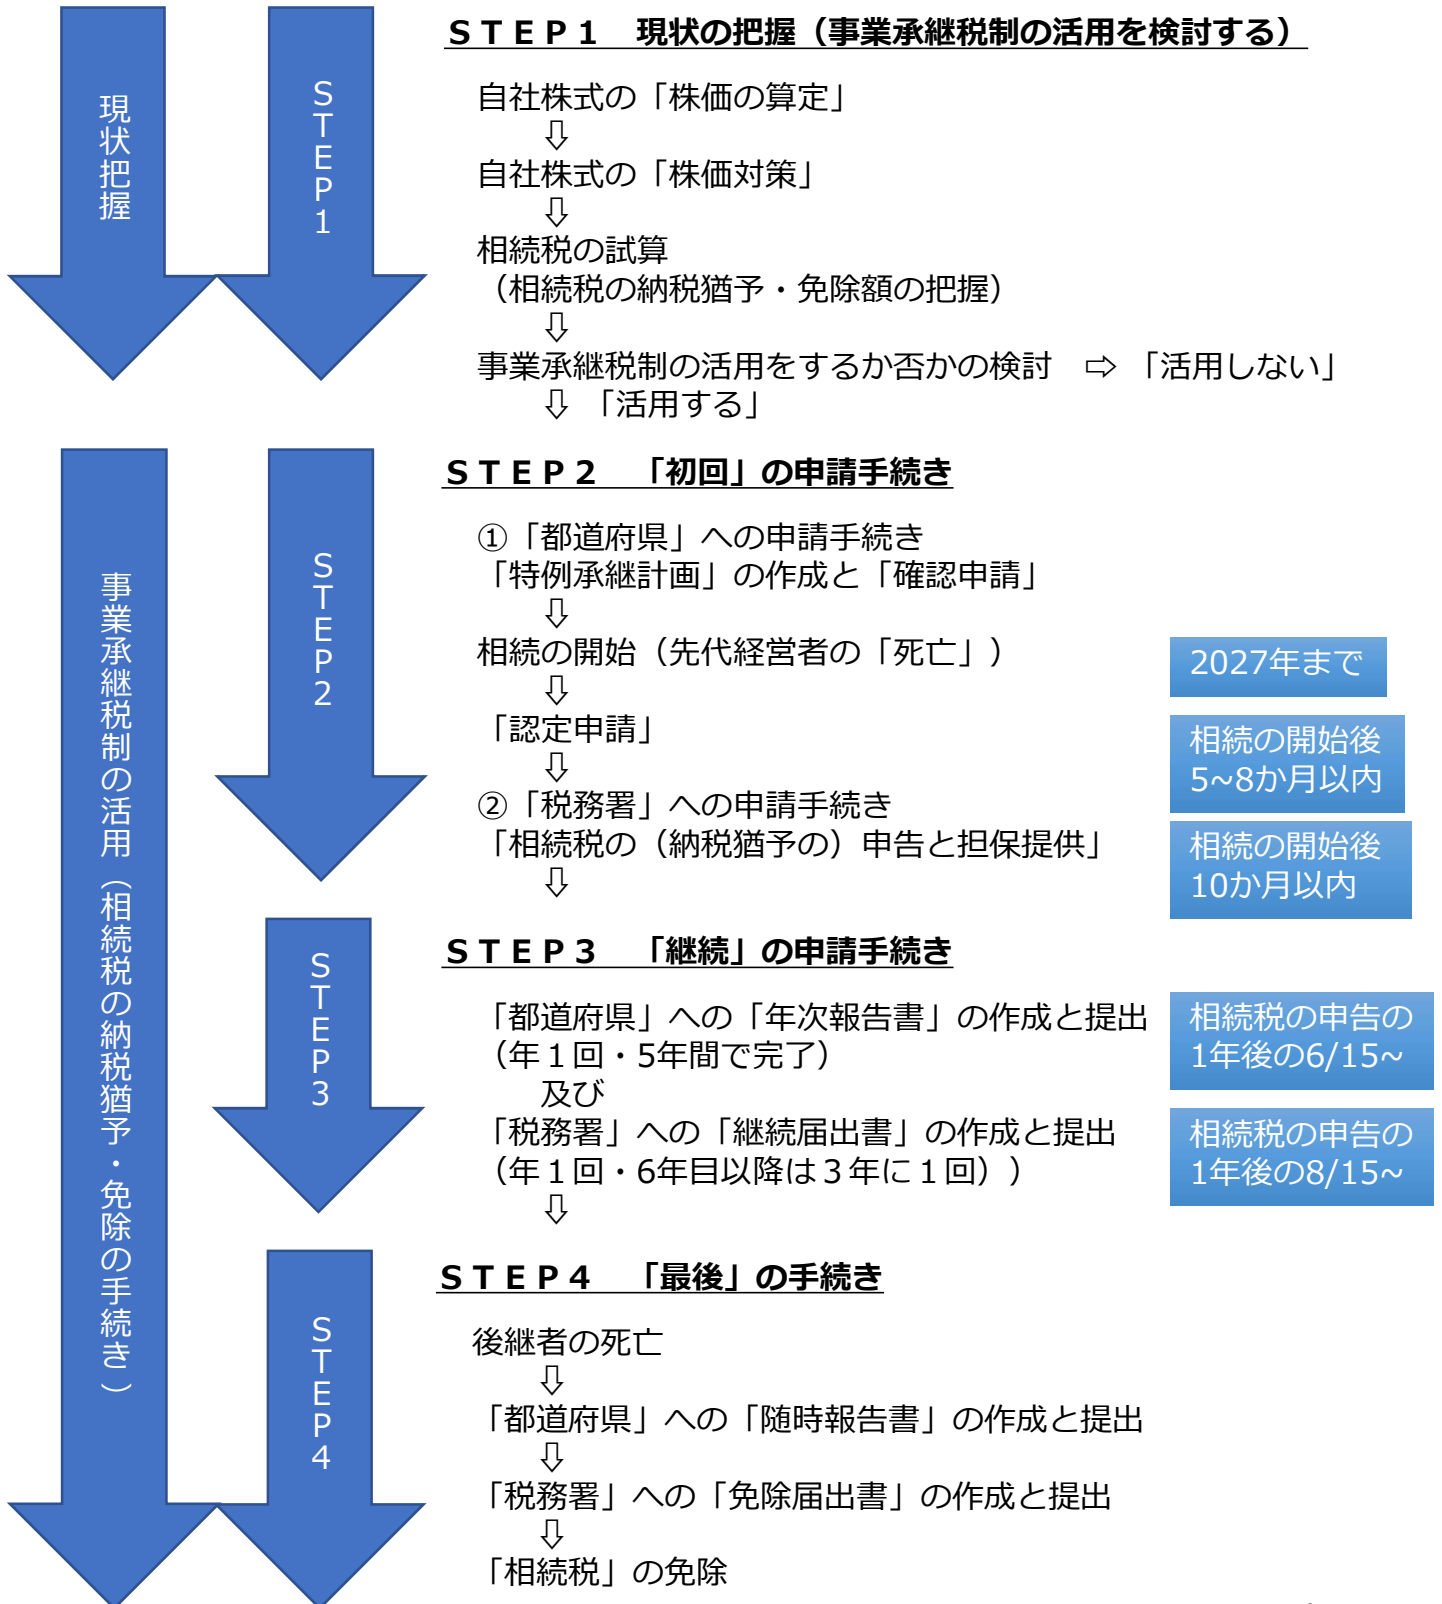 現状把握
STEP1
ＳＴＥＰ１　現状の把握（事業承継税制の活用を検討する）
自社株式の「株価の算定」
⇩
自社株式の「株価対策」
⇩
相続税の試算
（相続税の納税猶予・免除額の把握）
⇩
事業承継税制の活用をするか否かの検討　⇨「活用しない」
⇩「活用する」
事業承継税制の活用（相続税の納税猶予・免除の手続き）
STEP2
ＳＴＥＰ２　「初回」の申請手続き
①「都道府県」への申請手続き
「特例承継計画」の作成と「確認申請」
⇩
相続の開始（先代経営者の「死亡」）
2027年まで
⇩
「認定申請」
相続の開始後
5~8か月以内
⇩
②「税務署」への申請手続き
「相続税の（納税猶予の）申告と担保提供」
相続の開始後
10か月以内
⇩
STEP3
ＳＴＥＰ３　「継続」の申請手続き
「都道府県」への「年次報告書」の作成と提出
（年１回・5年間で完了）
相続税の申告の
1年後の6/15~
及び
「税務署」への「継続届出書」の作成と提出
（年１回・6年目以降は３年に１回））
相続税の申告の
1年後の8/15~
⇩
STEP4
ＳＴＥＰ４　「最後」の手続き
後継者の死亡
⇩
「都道府県」への「随時報告書」の作成と提出
⇩
「税務署」への「免除届出書」の作成と提出
⇩
「相続税」の免除